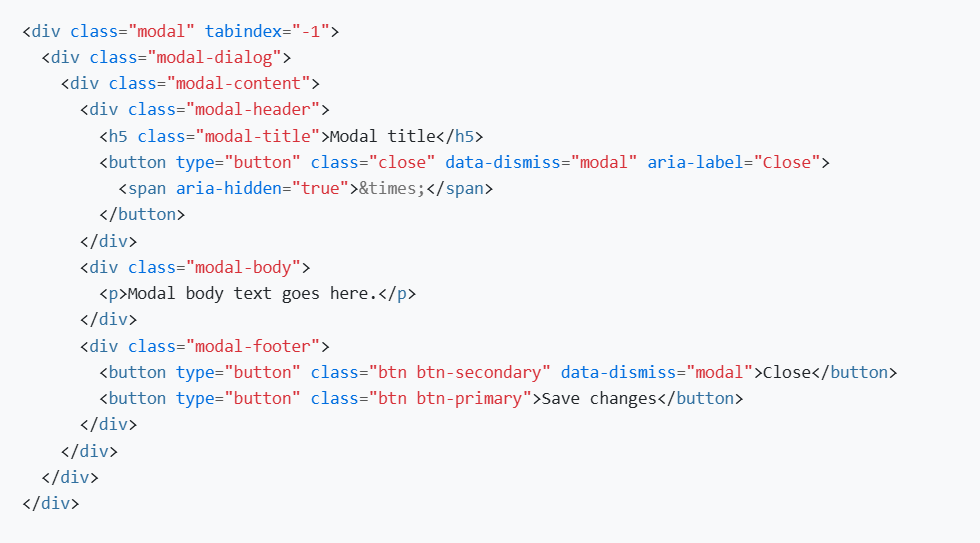 <div class="modal" tabindex="-1">
  <div class="modal-dialog">
    <div class="modal-content">
      <div class="modal-header">
        <h5 class="modal-title">Modal title</h5>
        <button type="button" class="close" data-dismiss="modal" aria-label="Close">
          <span aria-hidden="true">&times;</span>
        </button>
      </div>
      <div class="modal-body">
        <p>Modal body text goes here.</p>
      </div>
      <div class="modal-footer">
        <button type="button" class="btn btn-secondary" data-dismiss="modal">Close</button>
        <button type="button" class="btn btn-primary">Save changes</button>
      </div>
    </div>
  </div>
</div>